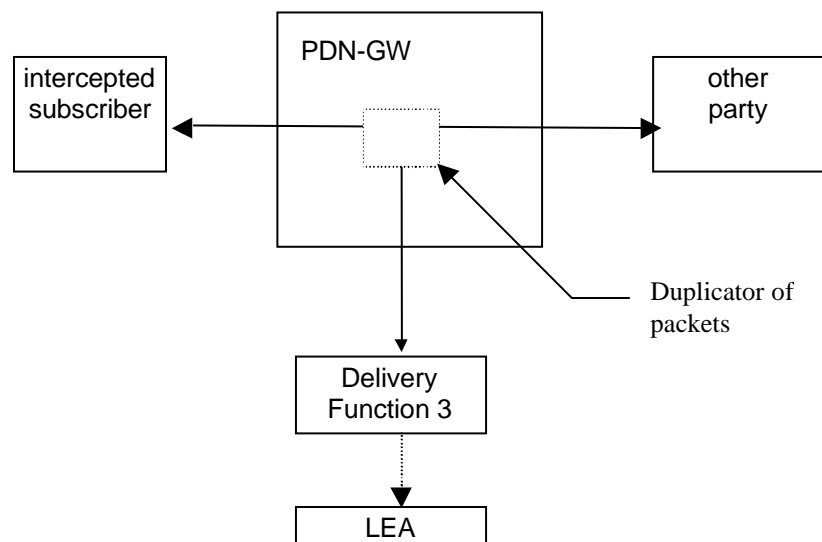 PDN-GW
intercepted
subscriber
other
party
Duplicator of
packets
Delivery
Function 3
LEA